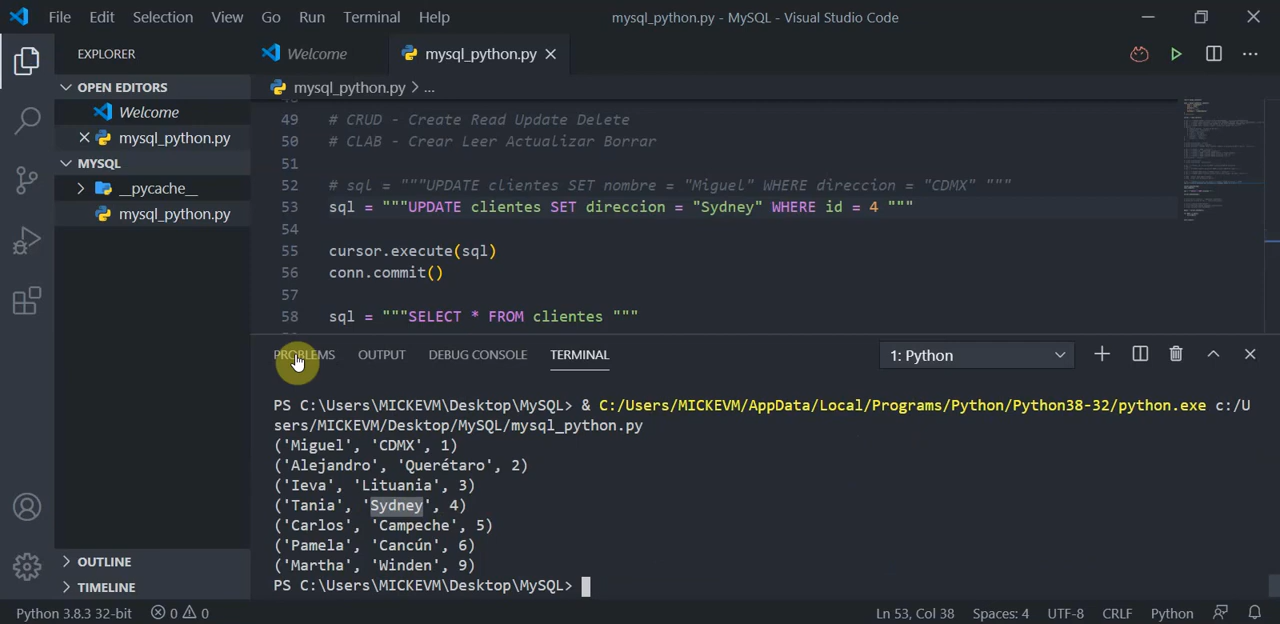 File Edit Selection View Go Run Terminal Help mysql_python.py - MySQL - Visual Studio Code
EXPLORER
Welcome mysql_python.py
OPEN EDITORS
Welcome
mysql_python.py
MYSQL
__pycache__
mysql_python.py
OUTLINE
TIMELINE
mysql_python.py > ...
49 # CRUD - Create Read Update Delete
50 # CLAB - Crear Leer Actualizar Borrar
51
52 # sql = """UPDATE clientes SET nombre = "Miguel" WHERE direccion = "CDMX" """
53 sql = """UPDATE clientes SET direccion = "Sydney" WHERE id = 4 """
54
55 cursor.execute(sql)
56 conn.commit()
57
58 sql = """SELECT * FROM clientes """
PROBLEMS OUTPUT DEBUG CONSOLE TERMINAL 1: Python
PS C:\Users\MICKEVM\Desktop\MySQL> & C:/Users/MICKEVM/AppData/Local/Programs/Python/Python38-32/python.exe c:/U
sers/MICKEVM/Desktop/MySQL/mysql_python.py
('Miguel', 'CDMX', 1)
('Alejandro', 'Querétaro', 2)
('Ieva', 'Lituania', 3)
('Tania', 'Sydney', 4)
('Carlos', 'Campeche', 5)
('Pamela', 'Cancún', 6)
('Martha', 'Winden', 9)
PS C:\Users\MICKEVM\Desktop\MySQL>
Python 3.8.3 32-bit 0 0 Ln 53, Col 38 Spaces: 4 UTF-8 CRLF Python